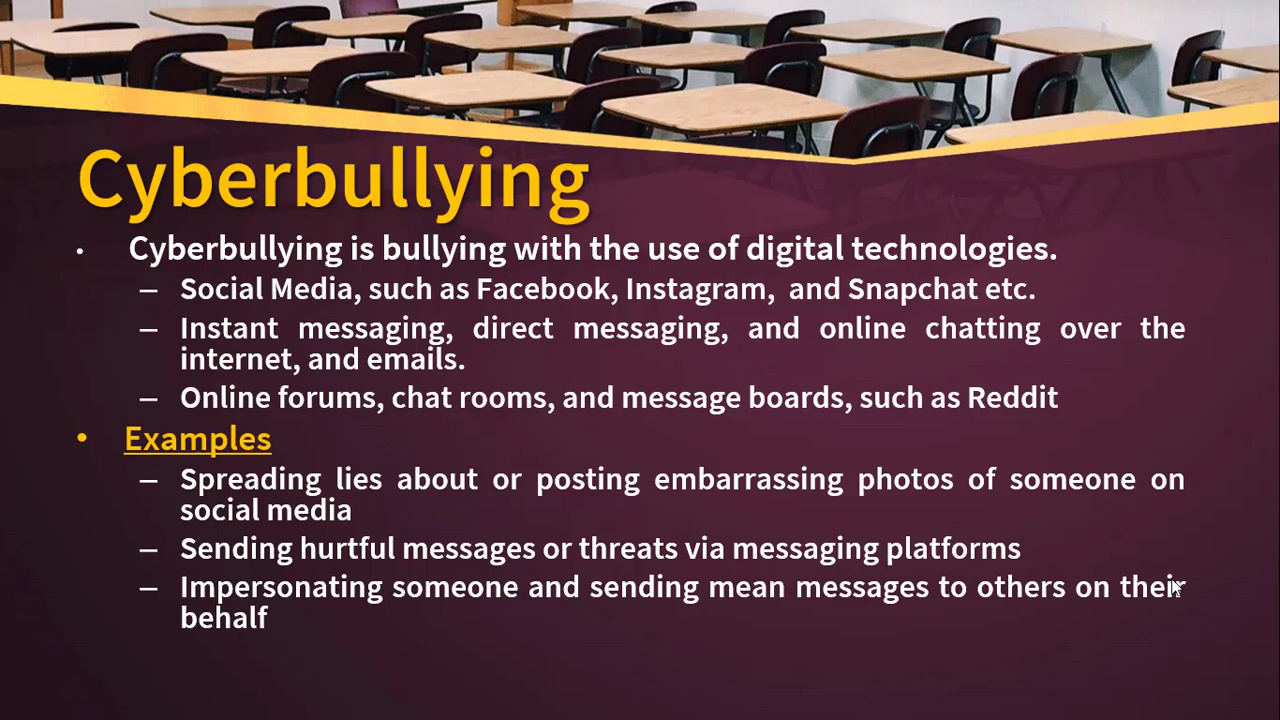 Cyberbullying
• Cyberbullying is bullying with the use of digital technologies.
– Social Media, such as Facebook, Instagram,  and Snapchat etc.
– Instant messaging, direct messaging, and online chatting over the
internet, and emails.
– Online forums, chat rooms, and message boards, such as Reddit
• Examples
– Spreading lies about or posting embarrassing photos of someone on
social media
– Sending hurtful messages or threats via messaging platforms
– Impersonating someone and sending mean messages to others on their
behalf